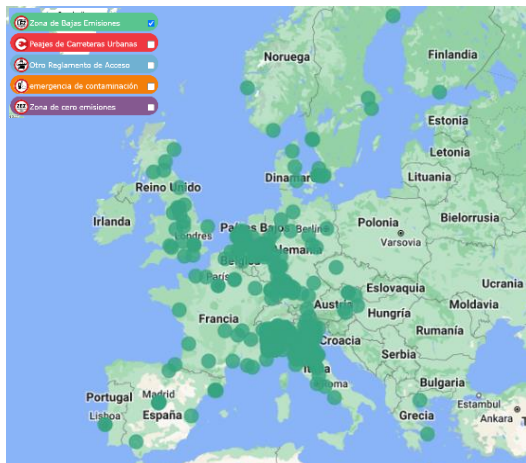 Zona de Bajas Emisiones
Peajes de Carreteras Urbanas
Otro Reglamento de Acceso
emergencia de contaminación
ZEZ Zona de cero emisiones
Noruega
Finlandia
Estonia
Letonia
Dinamar
Lituania
Reino Unido
Irlanda
Londres
Países Bajos
Berlín
Polonia
Varsovia
Bielorrusia
Bélgica
Alemania
París
Eslovaquia
Ucrania
Austria
Hungría
Moldavia
Francia
Croacia
Rumanía
Serbia
Italia
Roma
Bulgaria
Portugal
Madrid
España
Lisboa
Grecia
Estambul
Ankara
T